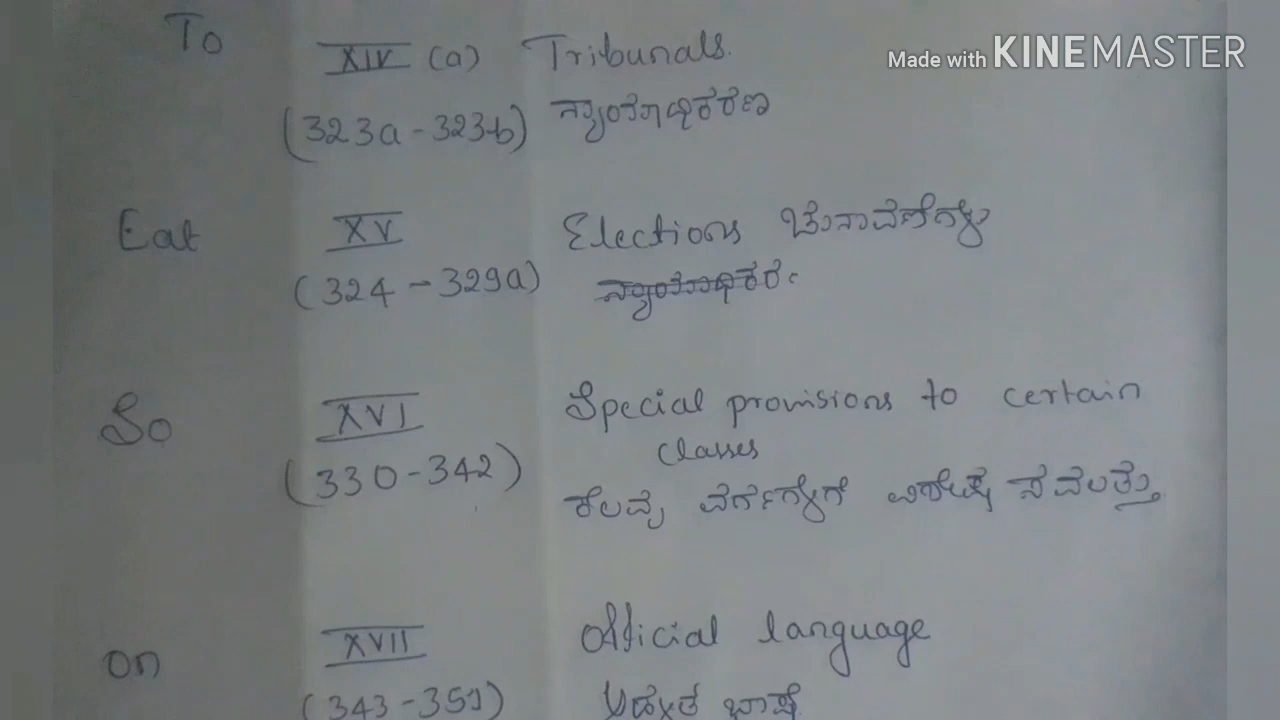 To XIV (a) Tribunals.
Made with KINEMASTER
(323a - 323b) ನ್ಯಾಯಾಧಿಕರಣ
Eat XV Elections ಚುನಾವಣೆಗಳು
(324 - 329a)
So XVI Special provisions to certain
classes
(330-342) ಕೆಲವು ವರ್ಗಗಳಿಗೆ ವಿಶೇಷ ಸವಲತ್ತು
on XVII Official language
(343-351) ಆಡಳಿತ ಭಾಷೆ